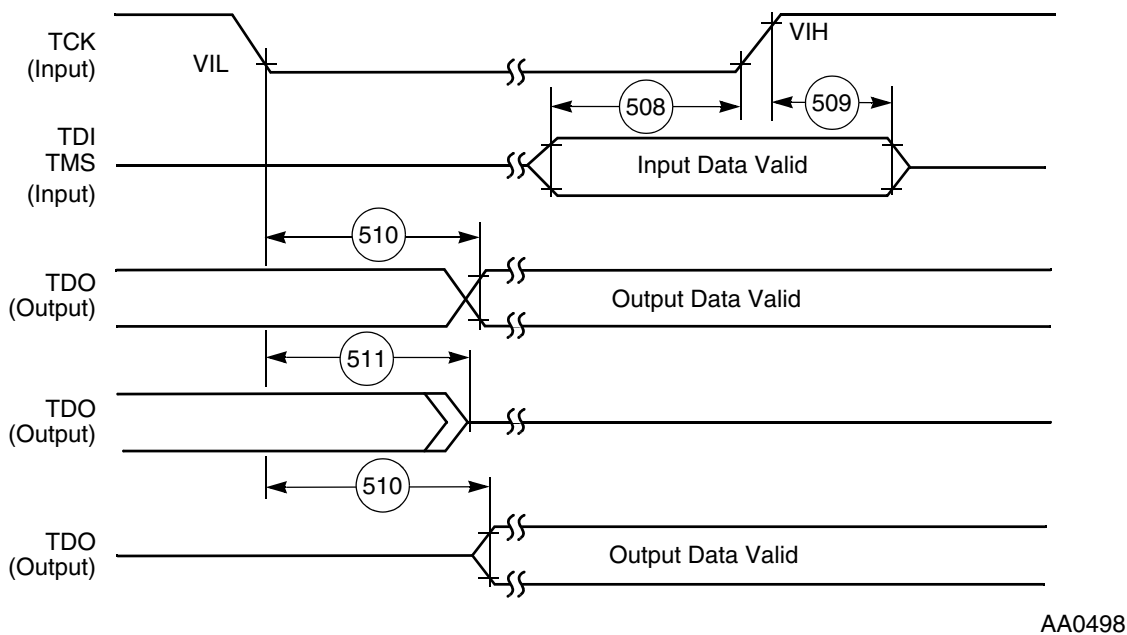 TCK
(Input)
VIL
VIH
508
509
TDI
TMS
(Input)
Input Data Valid
510
TDO
(Output)
Output Data Valid
511
TDO
(Output)
510
TDO
(Output)
Output Data Valid
AA0498